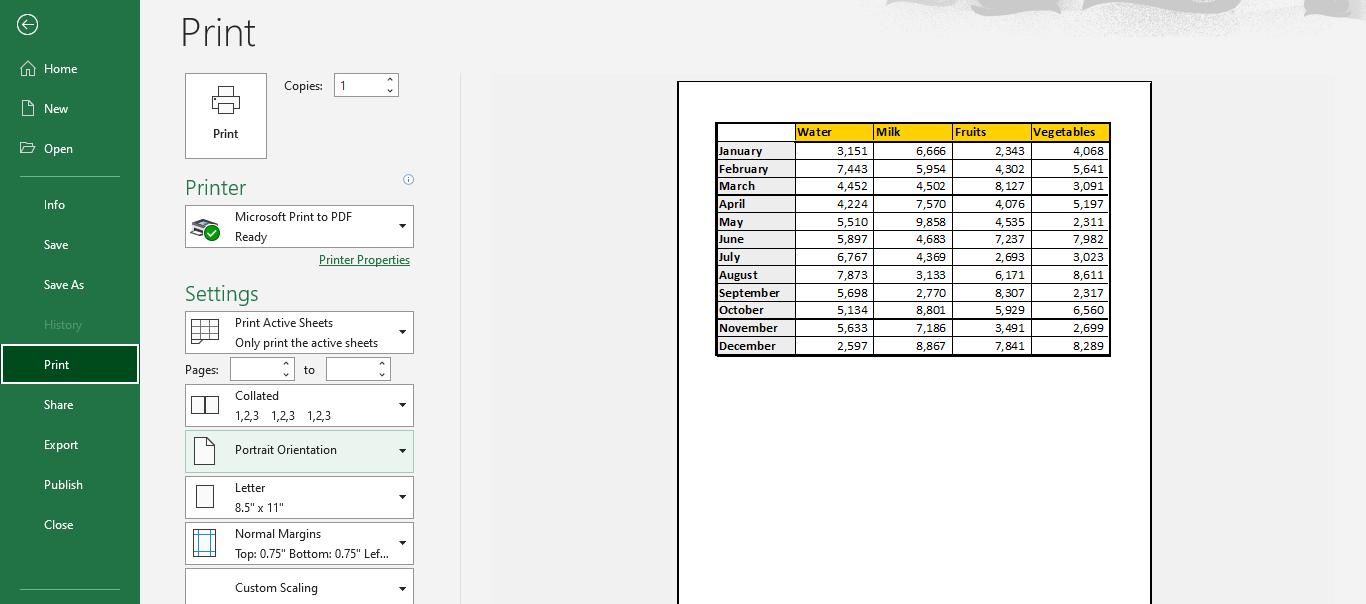 Print
Home
New
Open
Info
Save
Save As
History
Print
Share
Export
Publish
Close
Print
Copies: 1
Printer
Microsoft Print to PDF
Ready
Printer Properties
Settings
Print Active Sheets
Only print the active sheets
Pages: to
Collated
1,2,3 1,2,3 1,2,3
Portrait Orientation
Letter
8.5" x 11"
Normal Margins
Top: 0.75" Bottom: 0.75" Lef...
Custom Scaling
Water Milk Fruits Vegetables
January 3,151 6,666 2,343 4,068
February 7,443 5,954 4,302 5,641
March 4,452 4,502 8,127 3,091
April 4,224 7,570 4,076 5,197
May 5,510 9,858 4,535 2,311
June 5,897 4,683 7,237 7,982
July 6,767 4,369 2,693 3,023
August 7,873 3,133 6,171 8,611
September 5,698 2,770 8,307 2,317
October 5,134 8,801 5,929 6,560
November 5,633 7,186 3,491 2,699
December 2,597 8,867 7,841 8,289